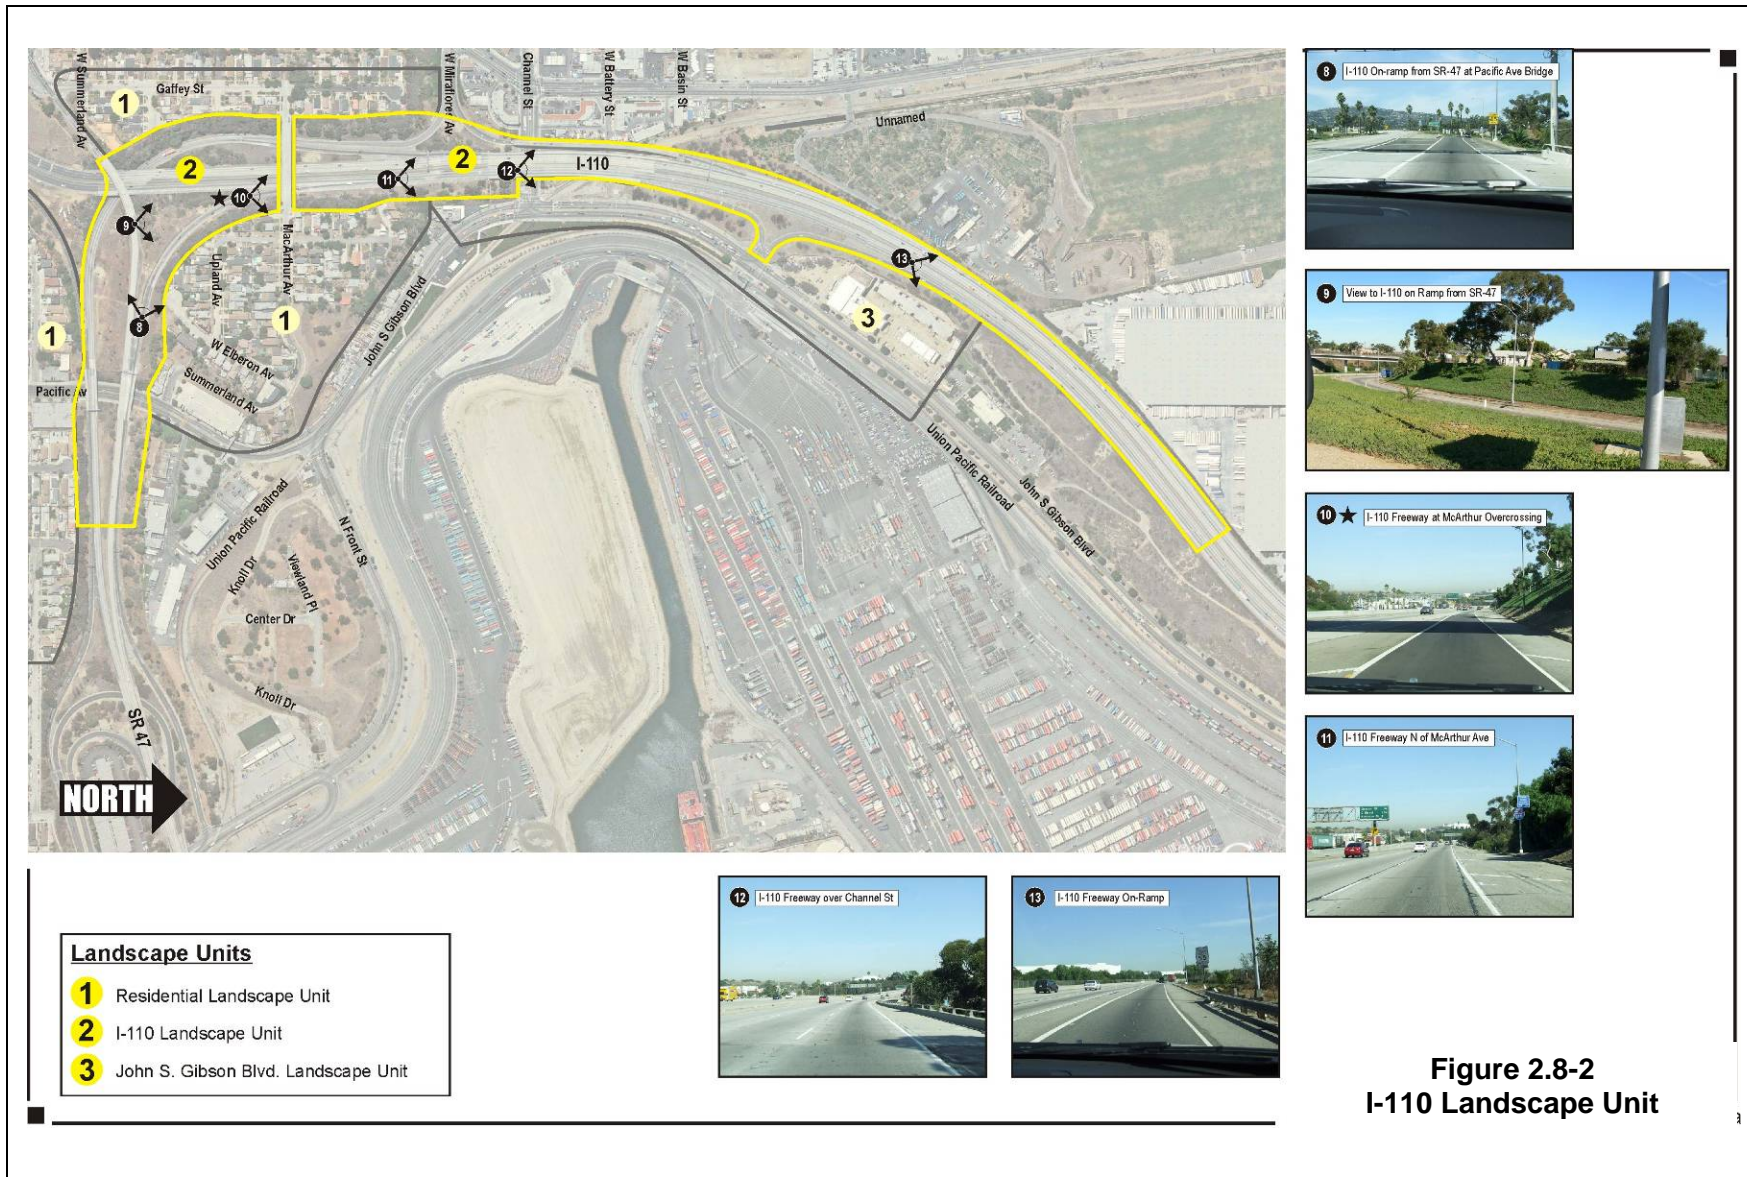 W Summerland Av
Gaffey St
W Miraflores Av
Channel St
W Battery St
W Basin St
Unnamed
1
2
2
I-110
12
11
10
9
MacArthur Av
Upland Av
13
8
1
1
3
John S Gibson Blvd
W Elberon Av
Summerland Av
Pacific Av
Union Pacific Railroad
John S Gibson Blvd
Union Pacific Railroad
N Front St
Knoll Dr
Viewland Pl
Center Dr
Knoll Dr
SR 47
NORTH
8 I-110 On-ramp from SR-47 at Pacific Ave Bridge
9 View to I-110 on Ramp from SR-47
10 I-110 Freeway at McArthur Overcrossing
11 I-110 Freeway N of McArthur Ave
12 I-110 Freeway over Channel St
13 I-110 Freeway On-Ramp
Landscape Units
1 Residential Landscape Unit
2 I-110 Landscape Unit
3 John S. Gibson Blvd. Landscape Unit
Figure 2.8-2
I-110 Landscape Unit